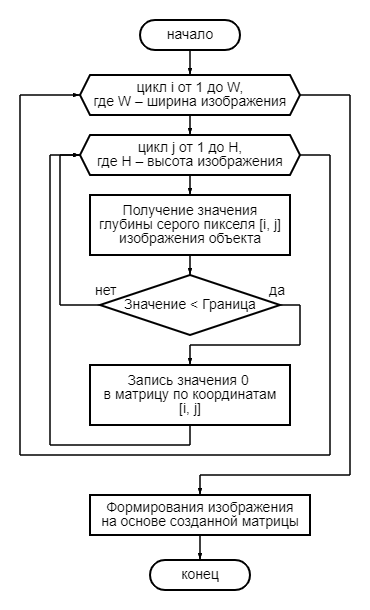 начало
цикл i от 1 до W,
где W – ширина изображения
цикл j от 1 до H,
где H – высота изображения
Получение значения
глубины серого пикселя [i, j]
изображения объекта
нет
да
Значение < Граница
Запись значения 0
в матрицу по координатам
[i, j]
Формирования изображения
на основе созданной матрицы
конец